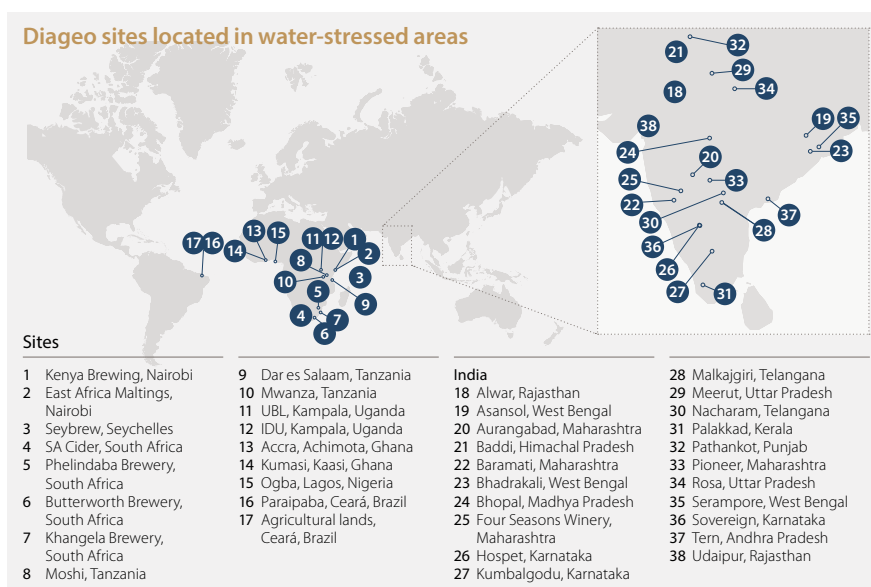 Diageo sites located in water-stressed areas
32
21
29
18
34
19 35
38
24
20
23
25
33
22
37
30
28
36
26
27
31
17 16
13 15
11 12 1
14
2
8
3
10
5
9
4
7
6
Sites
1 Kenya Brewing, Nairobi
2 East Africa Maltings,
Nairobi
3 Seybrew, Seychelles
4 SA Cider, South Africa
5 Phelindaba Brewery,
South Africa
6 Butterworth Brewery,
South Africa
7 Khangela Brewery,
South Africa
8 Moshi, Tanzania
9 Dar es Salaam, Tanzania
10 Mwanza, Tanzania
11 UBL, Kampala, Uganda
12 IDU, Kampala, Uganda
13 Accra, Achimota, Ghana
14 Kumasi, Kaasi, Ghana
15 Ogba, Lagos, Nigeria
16 Paraipaba, Ceará, Brazil
17 Agricultural lands,
Ceará, Brazil
India
18 Alwar, Rajasthan
19 Asansol, West Bengal
20 Aurangabad, Maharashtra
21 Baddi, Himachal Pradesh
22 Baramati, Maharashtra
23 Bhadrakali, West Bengal
24 Bhopal, Madhya Pradesh
25 Four Seasons Winery,
Maharashtra
26 Hospet, Karnataka
27 Kumbalgodu, Karnataka
28 Malkajgiri, Telangana
29 Meerut, Uttar Pradesh
30 Nacharam, Telangana
31 Palakkad, Kerala
32 Pathankot, Punjab
33 Pioneer, Maharashtra
34 Rosa, Uttar Pradesh
35 Serampore, West Bengal
36 Sovereign, Karnataka
37 Tern, Andhra Pradesh
38 Udaipur, Rajasthan